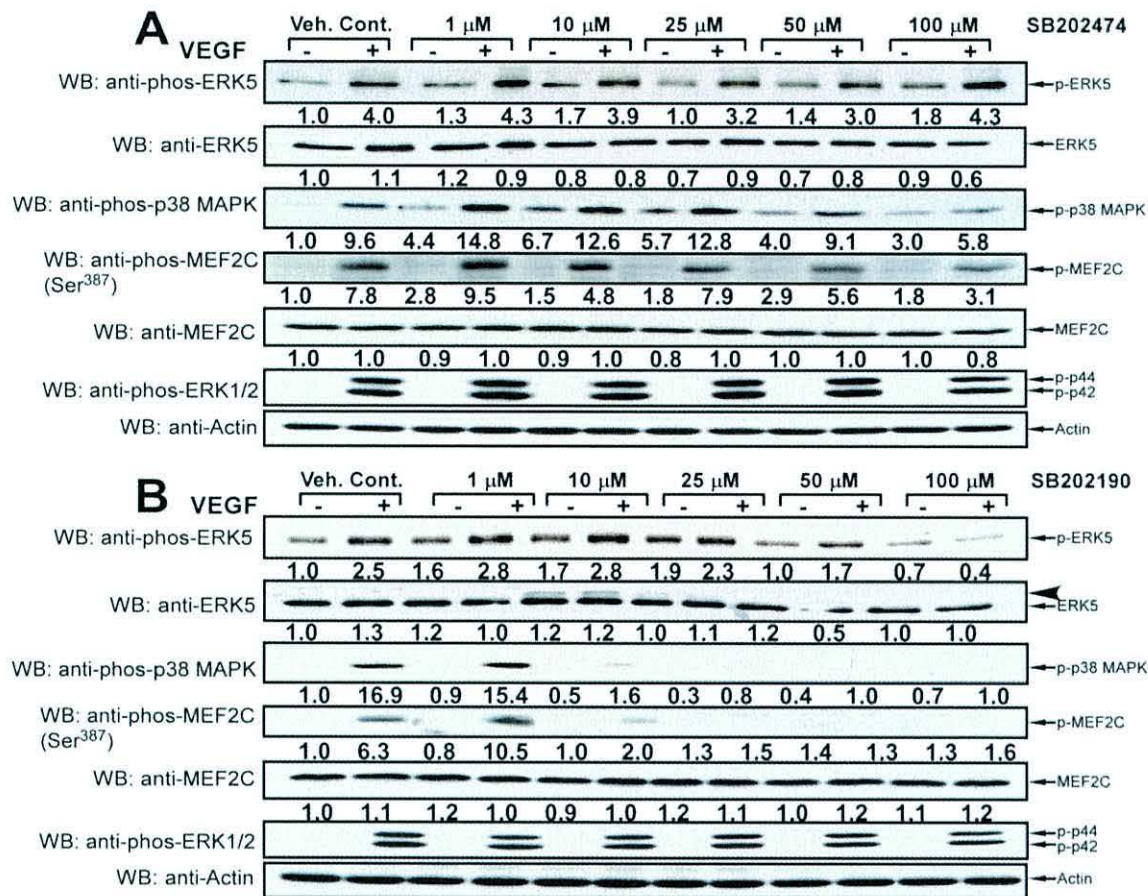 A
Veh. Cont. 1 μM 10 μM 25 μM 50 μM 100 μM SB202474
VEGF - + - + - + - + - + - +
WB: anti-phos-ERK5 p-ERK5
1.0 4.0 1.3 4.3 1.7 3.9 1.0 3.2 1.4 3.0 1.8 4.3
WB: anti-ERK5 ERK5
1.0 1.1 1.2 0.9 0.8 0.8 0.7 0.9 0.7 0.8 0.9 0.6
WB: anti-phos-p38 MAPK p-p38 MAPK
1.0 9.6 4.4 14.8 6.7 12.6 5.7 12.8 4.0 9.1 3.0 5.8
WB: anti-phos-MEF2C p-MEF2C
(Ser387)
1.0 7.8 2.8 9.5 1.5 4.8 1.8 7.9 2.9 5.6 1.8 3.1
WB: anti-MEF2C MEF2C
1.0 1.0 0.9 1.0 0.9 1.0 0.8 1.0 1.0 1.0 1.0 0.8
WB: anti-phos-ERK1/2 p-p44
p-p42
WB: anti-Actin Actin
B
Veh. Cont. 1 μM 10 μM 25 μM 50 μM 100 μM SB202190
VEGF - + - + - + - + - + - +
WB: anti-phos-ERK5 p-ERK5
1.0 2.5 1.6 2.8 1.7 2.8 1.9 2.3 1.0 1.7 0.7 0.4
WB: anti-ERK5 ERK5
1.0 1.3 1.2 1.0 1.2 1.2 1.0 1.1 1.2 0.5 1.0 1.0
WB: anti-phos-p38 MAPK p-p38 MAPK
1.0 16.9 0.9 15.4 0.5 1.6 0.3 0.8 0.4 1.0 0.7 1.0
WB: anti-phos-MEF2C p-MEF2C
(Ser387)
1.0 6.3 0.8 10.5 1.0 2.0 1.3 1.5 1.4 1.3 1.3 1.6
WB: anti-MEF2C MEF2C
1.0 1.1 1.2 1.0 0.9 1.0 1.2 1.1 1.0 1.2 1.1 1.2
WB: anti-phos-ERK1/2 p-p44
p-p42
WB: anti-Actin Actin